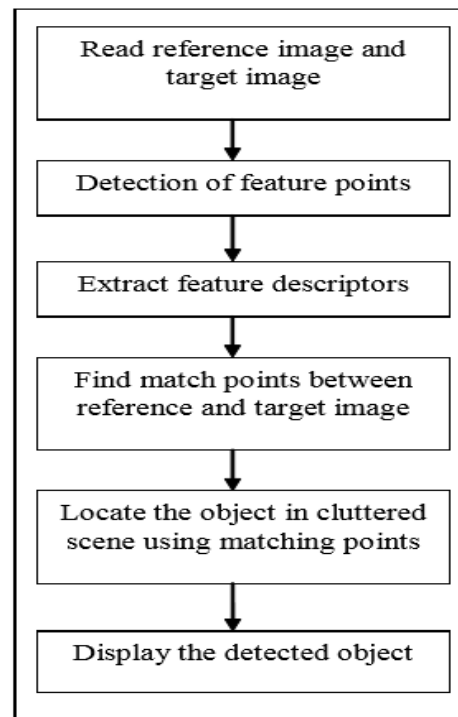 Read reference image and
target image
Detection of feature points
Extract feature descriptors
Find match points between
reference and target image
Locate the object in cluttered
scene using matching points
Display the detected object